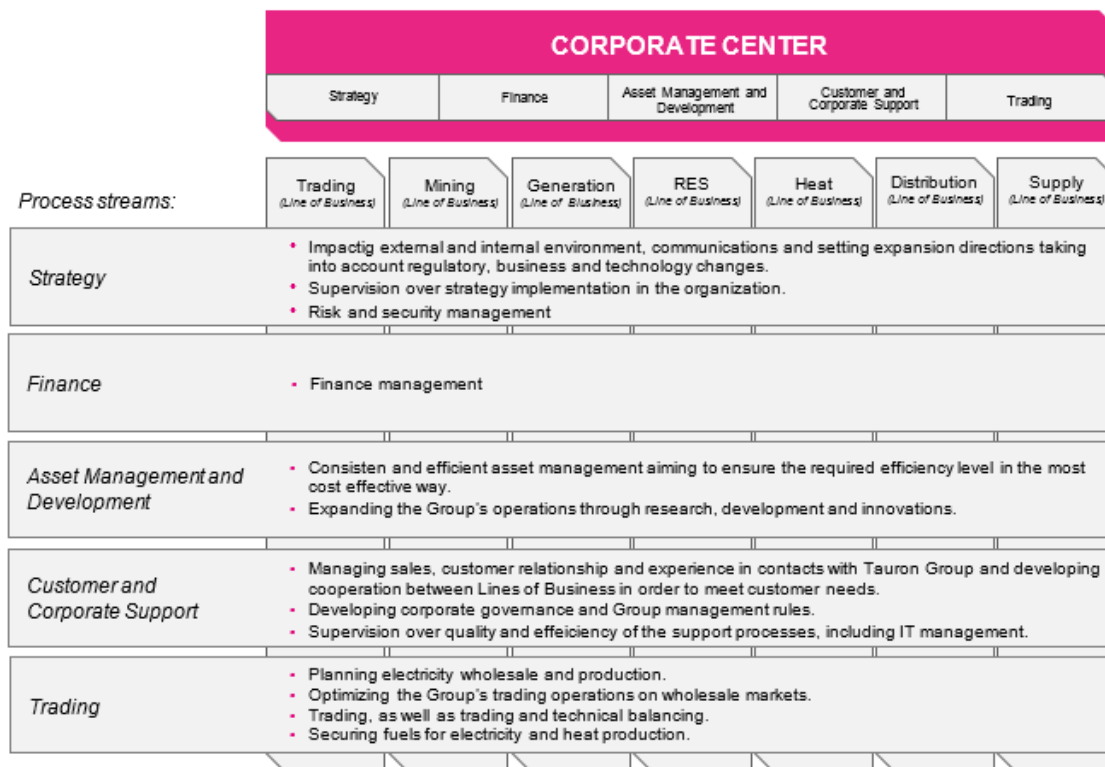 CORPORATE CENTER
Strategy
Finance
Asset Management and
Development
Customer and
Corporate Support
Trading
Process streams:
Trading
(Line of Business)
Mining
(Line of Business)
Generation
(Line of Business)
RES
(Line of Business)
Heat
(Line of Business)
Distribution
(Line of Business)
Supply
(Line of Business)
Strategy
• Impactig external and internal environment, communications and setting expansion directions taking
into account regulatory, business and technology changes.
• Supervision over strategy implementation in the organization.
• Risk and security management
Finance
- Finance management
Asset Management and
Development
- Consisten and efficient asset management aiming to ensure the required efficiency level in the most
cost effective way.
- Expanding the Group's operations through research, development and innovations.
Customer and
Corporate Support
- Managing sales, customer relationship and experience in contacts with Tauron Group and developing
cooperation between Lines of Business in order to meet customer needs.
- Developing corporate governance and Group management rules.
- Supervision over quality and effeiciency of the support processes, including IT management.
Trading
- Planning electricity wholesale and production.
- Optimizing the Group's trading operations on wholesale markets.
- Trading, as well as trading and technical balancing.
- Securing fuels for electricity and heat production.